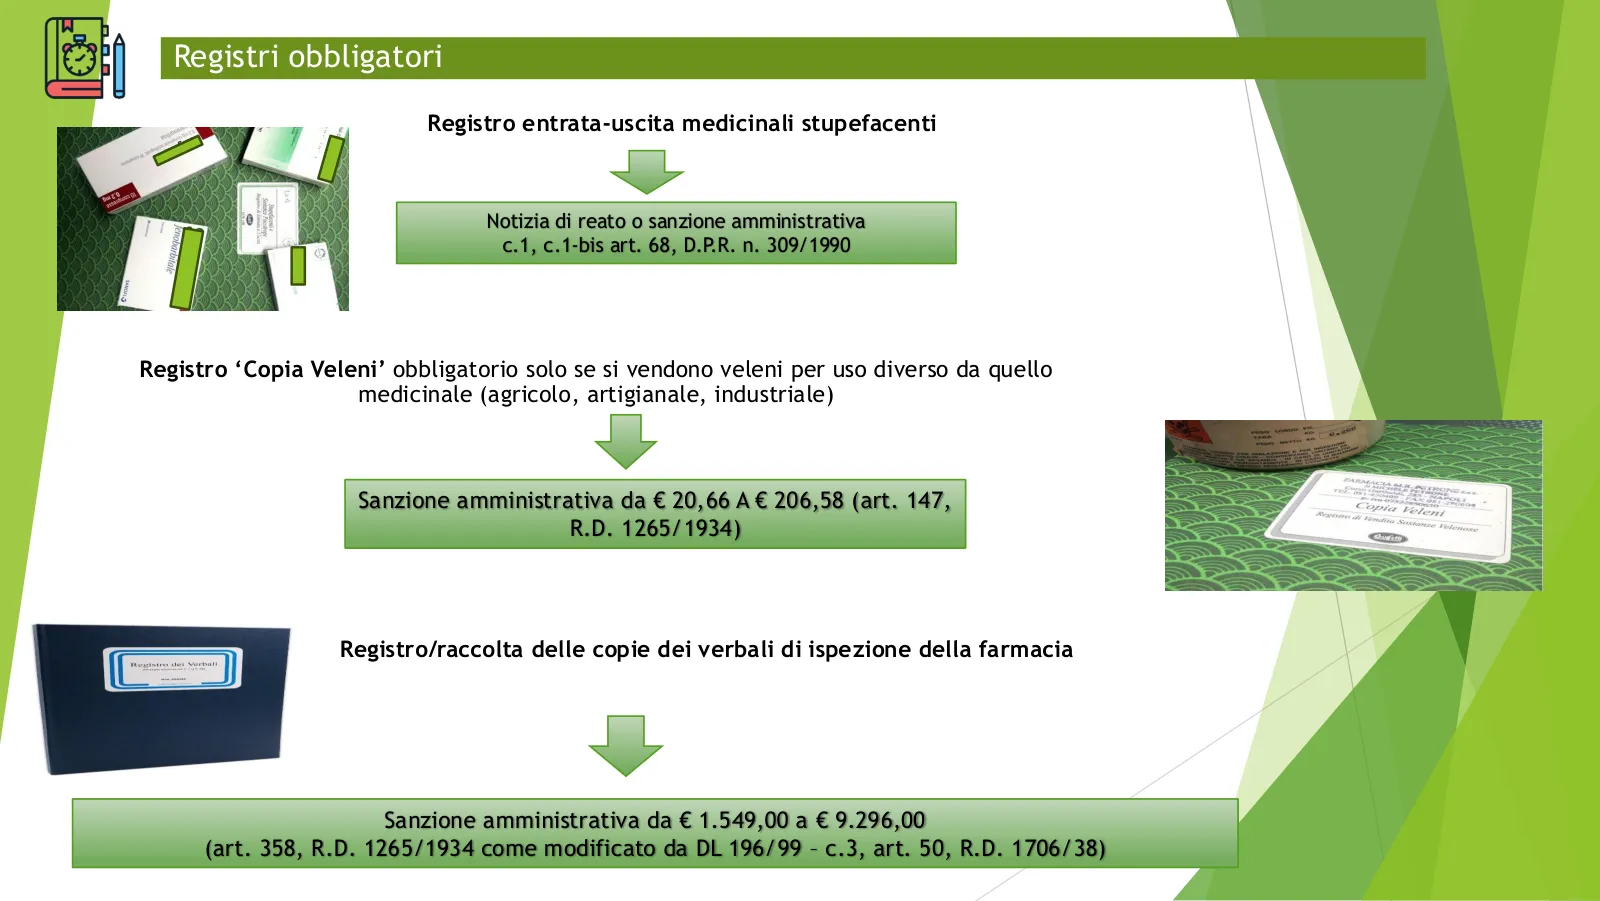 Registri obbligatori
Registro entrata-uscita medicinali stupefacenti
Notizia di reato o sanzione amministrativa
c.1, c.1-bis art. 68, D.P.R. n. 309/1990
fenobarbitale
Registro ‘Copia Veleni’ obbligatorio solo se si vendono veleni per uso diverso da quello
medicinale (agricolo, artigianale, industriale)
Sanzione amministrativa da € 20,66 A € 206,58 (art. 147,
R.D. 1265/1934)
PESO NETTO KG
Copia Veleni
Registro di Vendita Sostanze Velenose
Registro/raccolta delle copie dei verbali di ispezione della farmacia
Registro dei Verbali
Sanzione amministrativa da € 1.549,00 a € 9.296,00
(art. 358, R.D. 1265/1934 come modificato da DL 196/99 – c.3, art. 50, R.D. 1706/38)